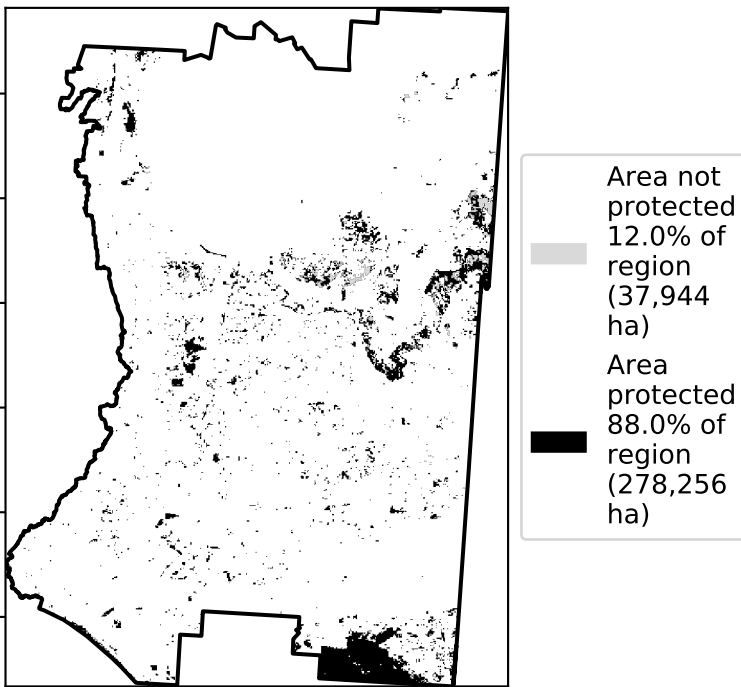 Area not
protected
12.0% of
region
(37,944
ha)
Area
protected
88.0% of
region
(278,256
ha)